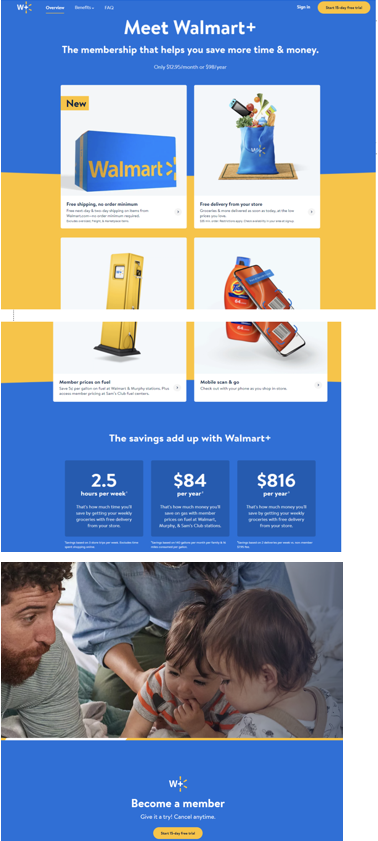 W+ Overview Benefits FAQ Sign in Start 15-day free trial
Meet Walmart+
The membership that helps you save more time & money.
Only $12.95/month or $98/year
New
Walmart
W+
Free shipping, no order minimum
Free next-day & two-day shipping on items from
Walmart.com—no order minimum required.
Free delivery from your store
Groceries & more delivered as soon as today, at the low
prices you love.
Member prices on fuel
Save 5¢ per gallon on fuel at Walmart & Murphy stations. Plus
access member pricing at Sam's Club fuel centers.
Mobile scan & go
Check out with your phone as you shop in store.
The savings add up with Walmart+
2.5
hours per week*
That's how much time you'll
save by getting your weekly
groceries with free delivery
from your store.
$84
per year*
That's how much money you'll
save on gas with member
prices on fuel at Walmart,
Murphy, & Sam's Club stations.
$816
per year*
That's how much money you'll
save by getting your weekly
groceries with free delivery
from your store.
W+
Become a member
Give it a try! Cancel anytime.
Start 15-day free trial